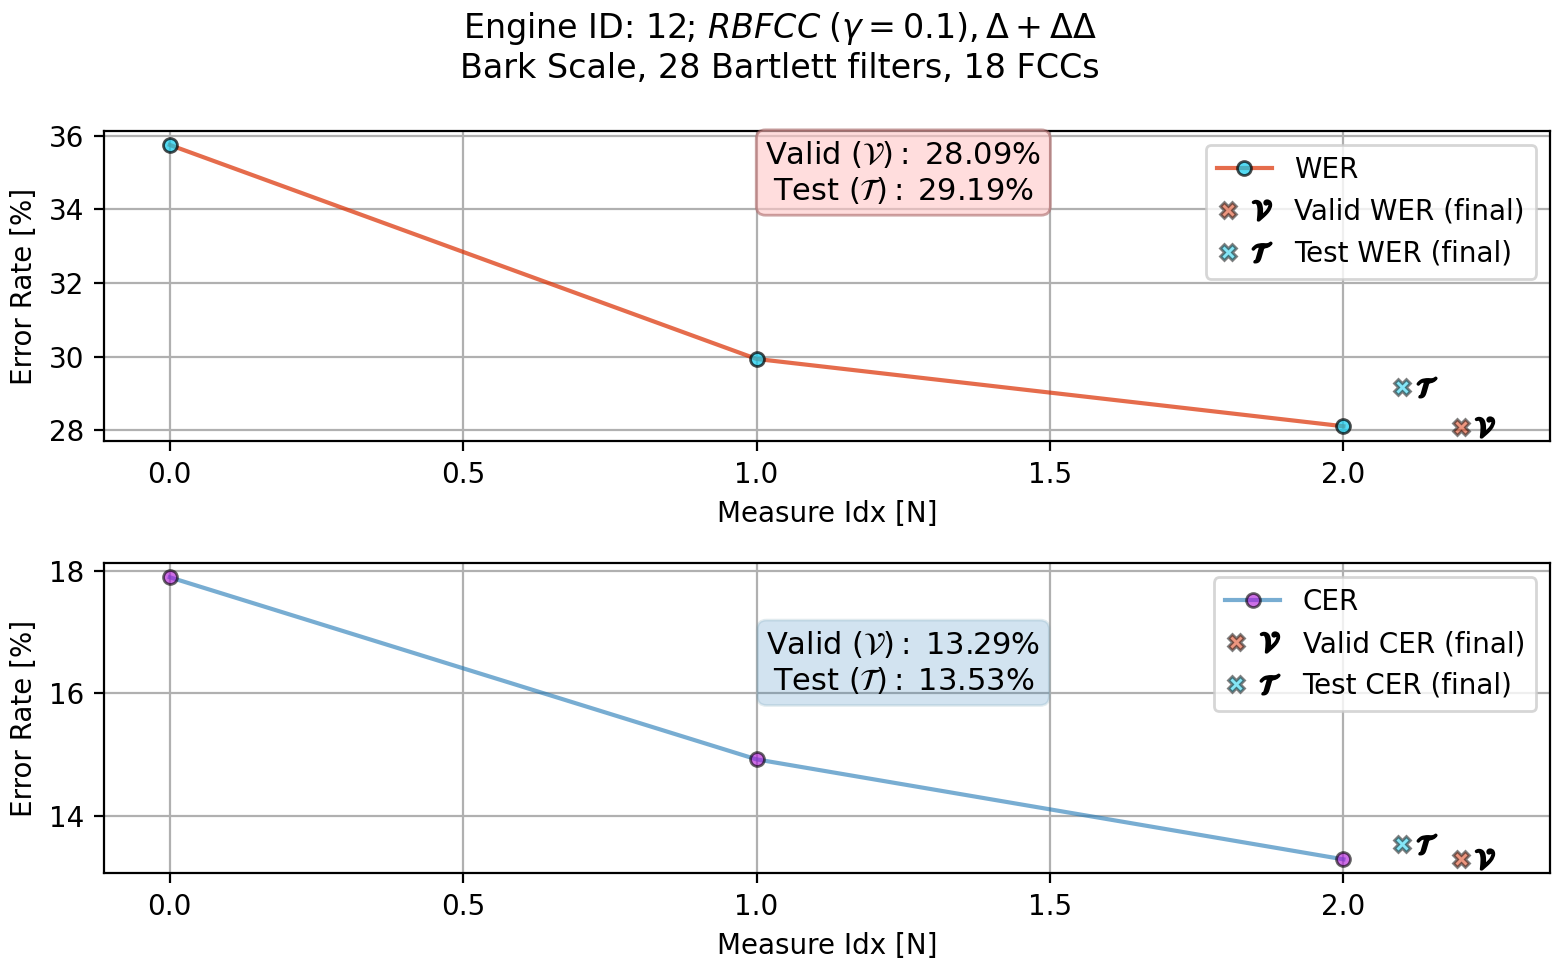 Engine ID: 12; RBFCC (γ = 0.1), Δ + ΔΔ
Bark Scale, 28 Bartlett filters, 18 FCCs
36
34
32
30
28
Error Rate [%]
Valid (𝒱) : 28.09%
Test (𝒯) : 29.19%
WER
𝒱 Valid WER (final)
𝒯 Test WER (final)
𝒯
𝒱
0.0 0.5 1.0 1.5 2.0
Measure Idx [N]
18
16
14
Error Rate [%]
Valid (𝒱) : 13.29%
Test (𝒯) : 13.53%
CER
𝒱 Valid CER (final)
𝒯 Test CER (final)
𝒯
𝒱
0.0 0.5 1.0 1.5 2.0
Measure Idx [N]